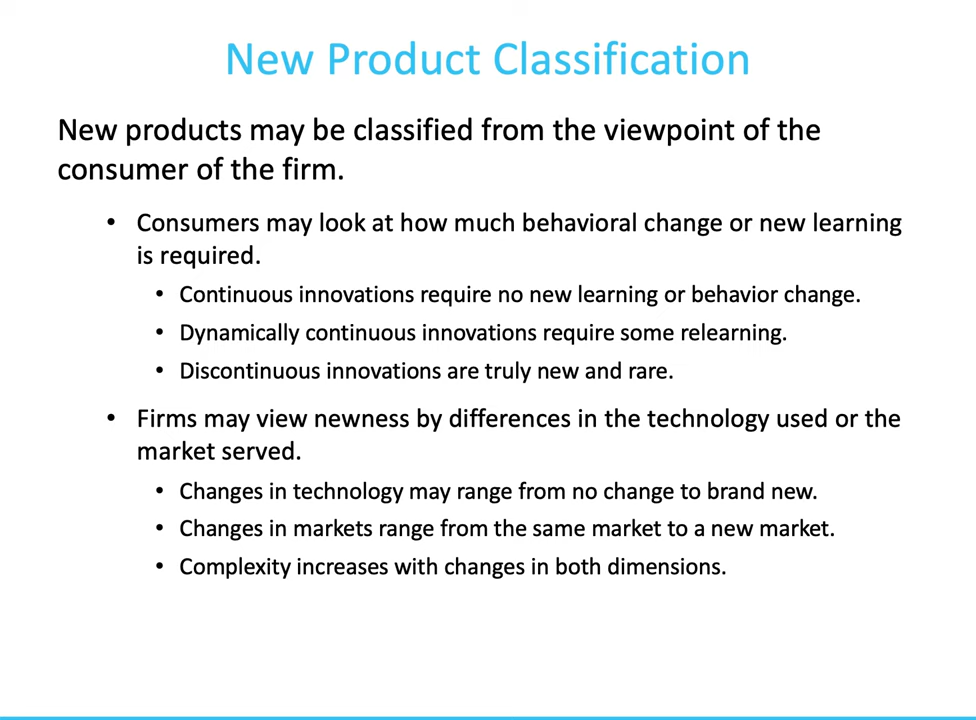 New Product Classification
New products may be classified from the viewpoint of the
consumer of the firm.
• Consumers may look at how much behavioral change or new learning
is required.
• Continuous innovations require no new learning or behavior change.
• Dynamically continuous innovations require some relearning.
• Discontinuous innovations are truly new and rare.
• Firms may view newness by differences in the technology used or the
market served.
• Changes in technology may range from no change to brand new.
• Changes in markets range from the same market to a new market.
• Complexity increases with changes in both dimensions.